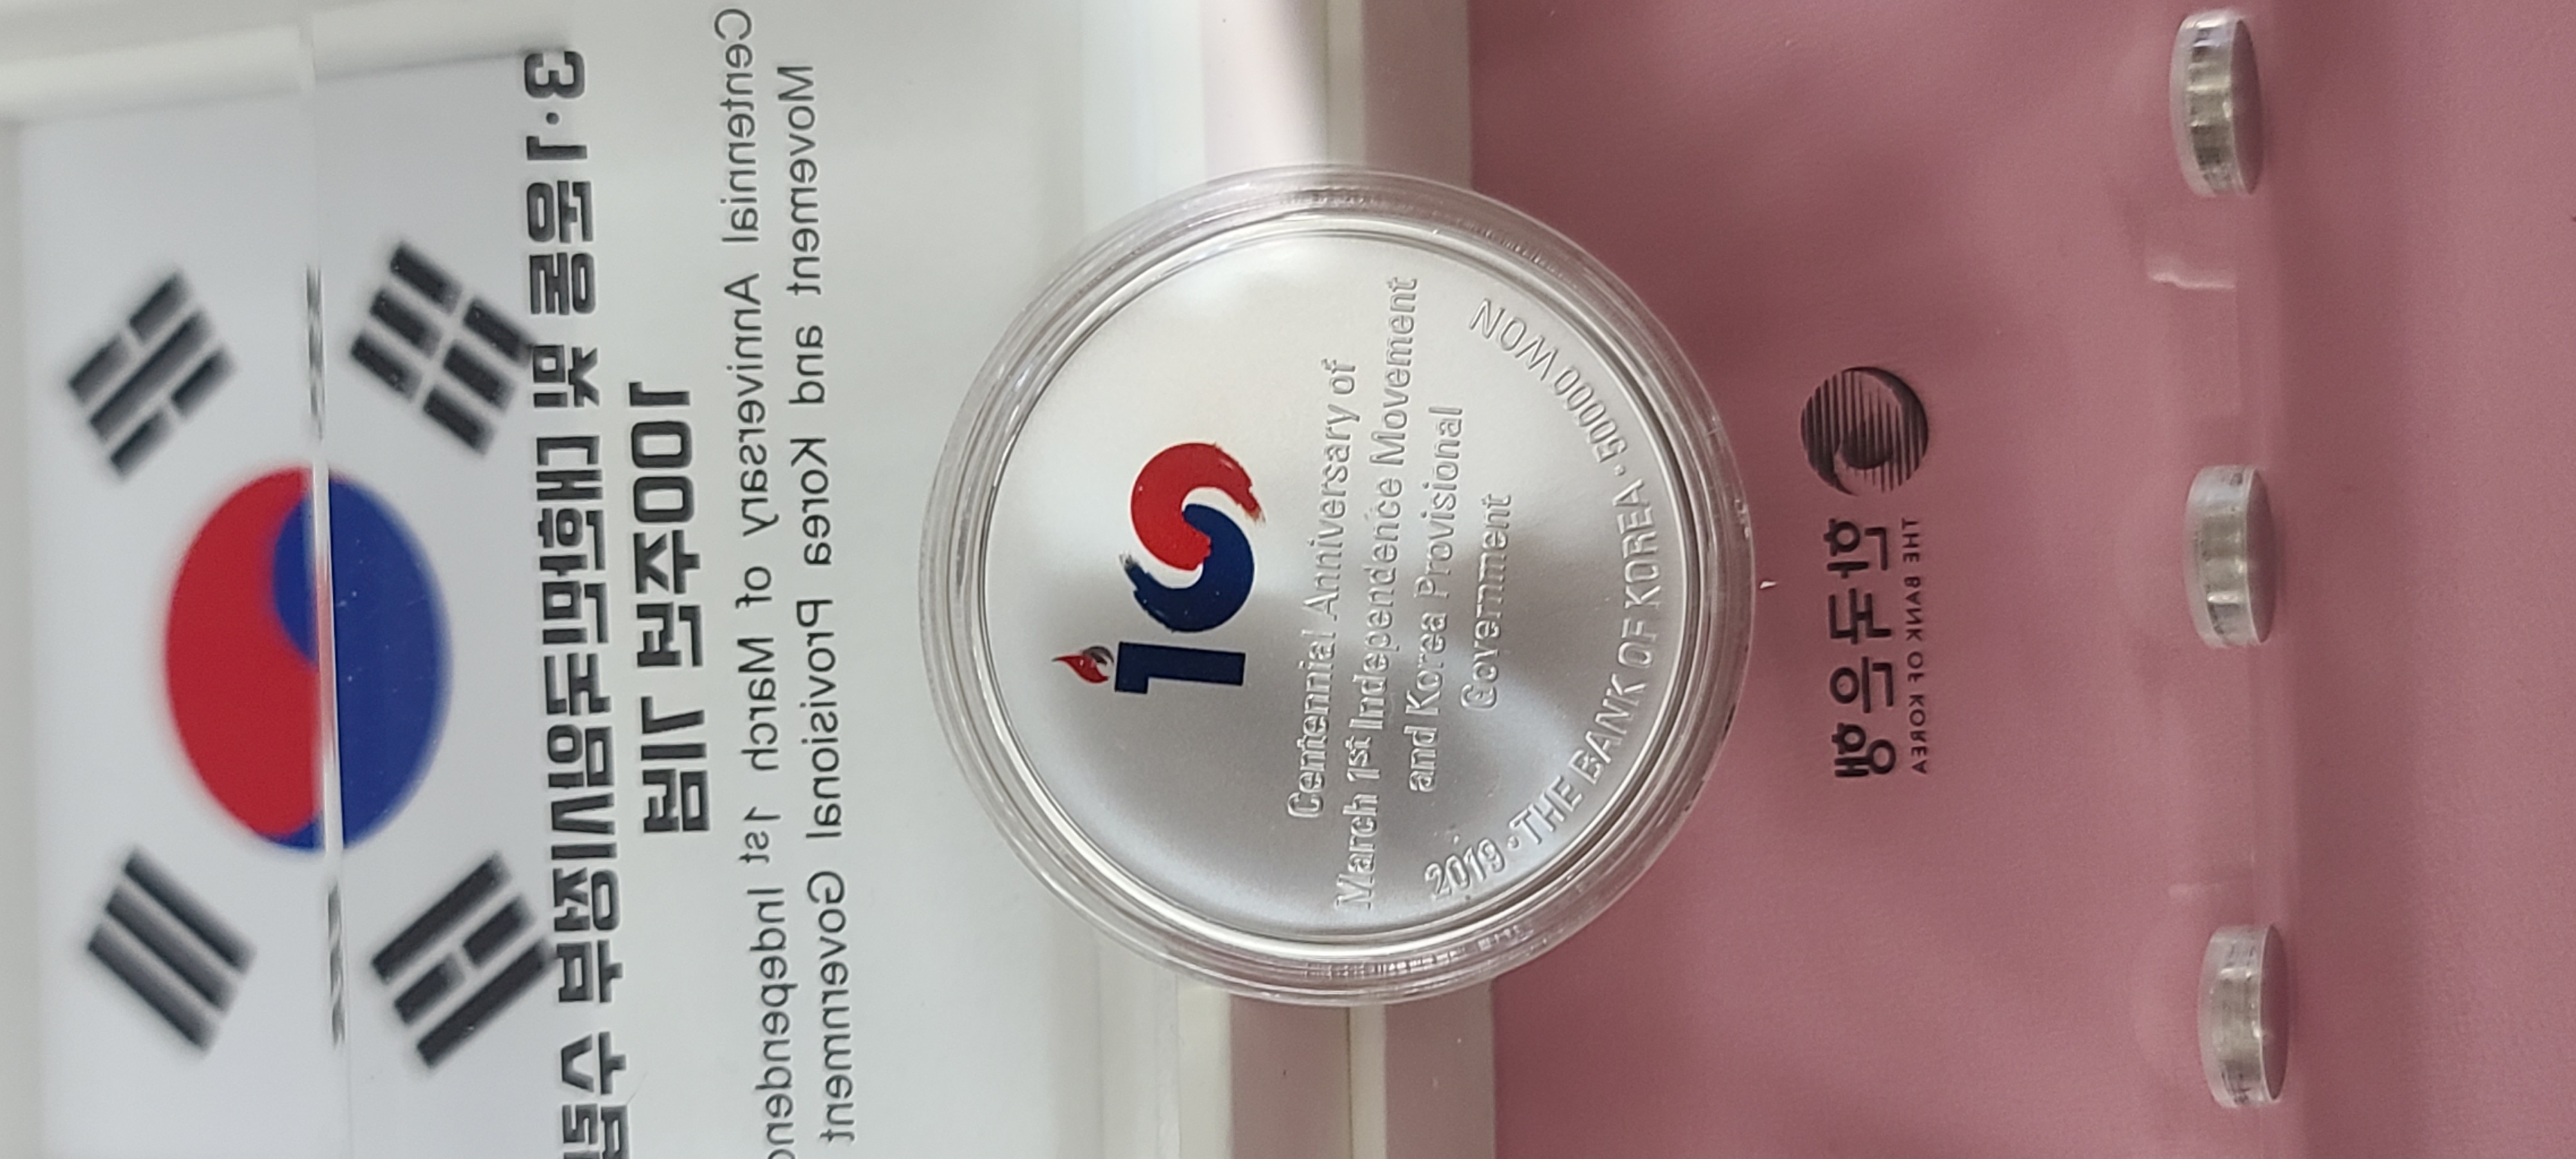 3·1운동 및 대한민국임시정부 수립
100주년 기념
Centennial Anniversary of March 1st Independence
Movement and Korea Provisional Government
10
Centennial Anniversary of
March 1st Independence Movement
and Korea Provisional
Government
2019 • THE BANK OF KOREA • 50000 WON
한국은행
THE BANK OF KOREA